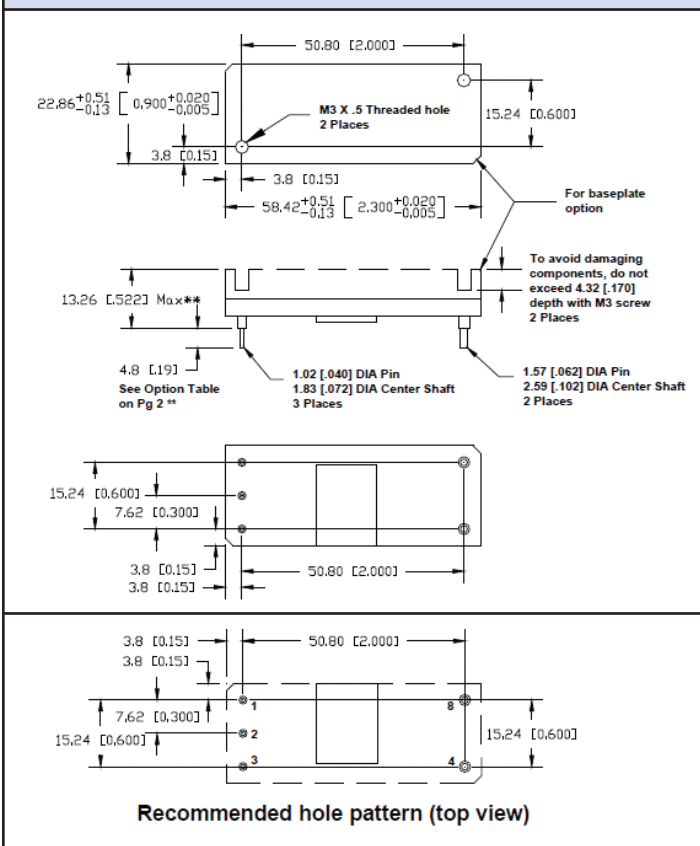 50.80 [2.000]
22.86+0.51 -0.13 [ 0.900+0.020 -0.005]
M3 X .5 Threaded hole
2 Places
15.24 [0.600]
3.8 [0.15]
3.8 [0.15]
58.42+0.51 -0.13 [ 2.300+0.020 -0.005]
For baseplate
option
To avoid damaging
components, do not
exceed 4.32 [.170]
depth with M3 screw
2 Places
13.26 [.522] Max**
4.8 [.19]
See Option Table
on Pg 2 **
1.02 [.040] DIA Pin
1.83 [.072] DIA Center Shaft
3 Places
1.57 [.062] DIA Pin
2.59 [.102] DIA Center Shaft
2 Places
15.24 [0.600]
7.62 [0.300]
3.8 [0.15]
3.8 [0.15]
50.80 [2.000]
3.8 [0.15]
50.80 [2.000]
3.8 [0.15]
1
8
7.62 [0.300]
2
15.24 [0.600]
15.24 [0.600]
3
4
Recommended hole pattern (top view)